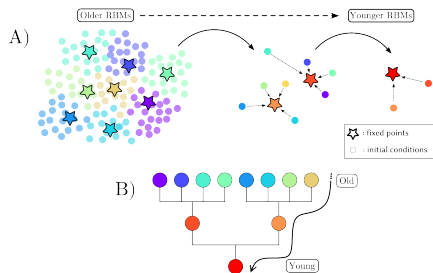 Older RBMs
Younger RBMs
A)
: fixed points
: initial conditions
B)
Old
Young